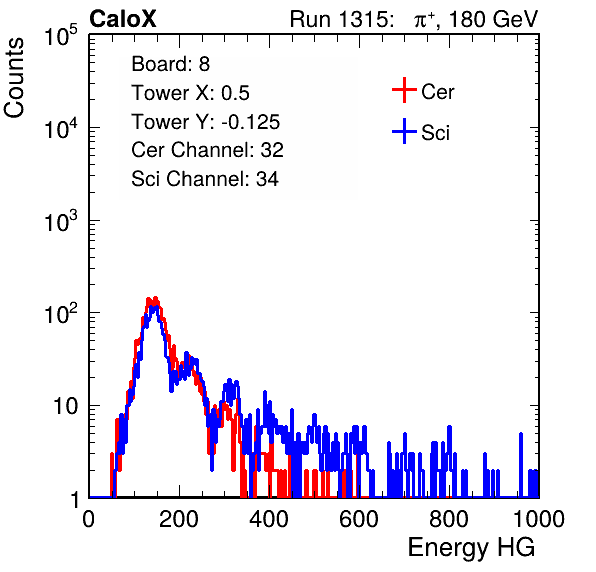 CaloX Run 1315: π⁺, 180 GeV
Counts
10⁵
10⁴
10³
10²
10
1
Board: 8
Tower X: 0.5
Tower Y: -0.125
Cer Channel: 32
Sci Channel: 34
Cer
Sci
0 200 400 600 800 1000
Energy HG